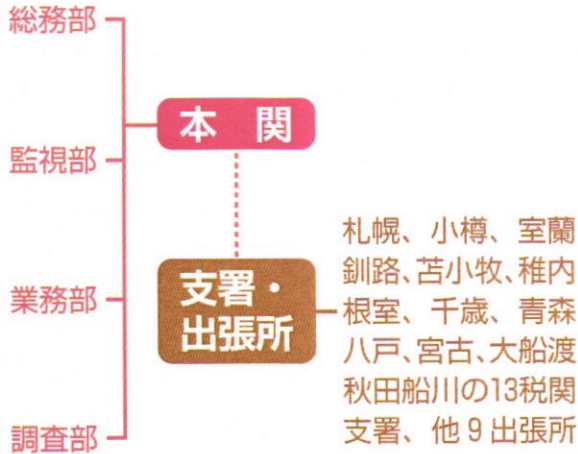 総務部
本 関
監視部
業務部
調査部
支署・
出張所
札幌、小樽、室蘭
釧路、苫小牧、稚内
根室、千歳、青森
八戸、宮古、大船渡
秋田船川の13税関
支署、他9出張所